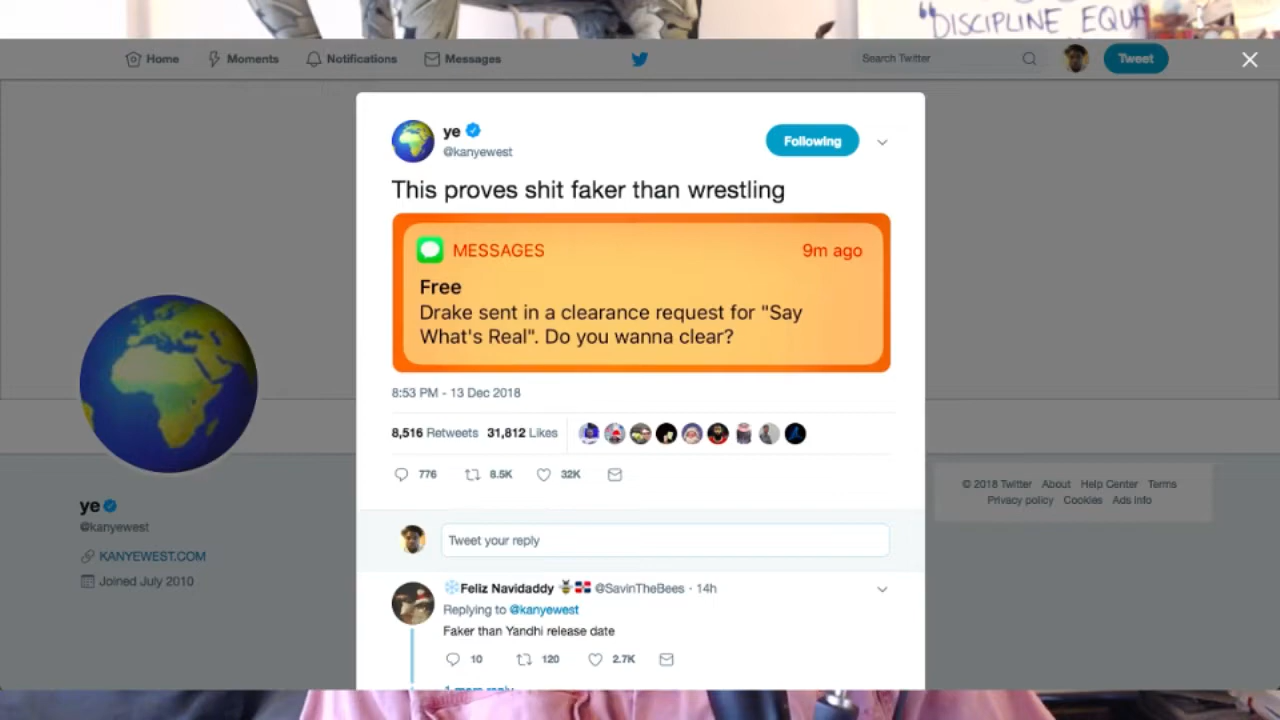 "DISCIPLINE EQUA
Home Moments Notifications Messages Search Twitter Tweet
ye
@kanyewest
Following
This proves shit faker than wrestling
MESSAGES 9m ago
Free
Drake sent in a clearance request for "Say
What's Real". Do you wanna clear?
8:53 PM - 13 Dec 2018
8,516 Retweets 31,812 Likes
776 8.5K 32K
Tweet your reply
Feliz Navidaddy @SavinTheBees · 14h
Replying to @kanyewest
Faker than Yandhi release date
10 120 2.7K
1 more reply
ye
@kanyewest
KANYEWEST.COM
Joined July 2010
© 2018 Twitter About Help Center Terms
Privacy policy Cookies Ads info